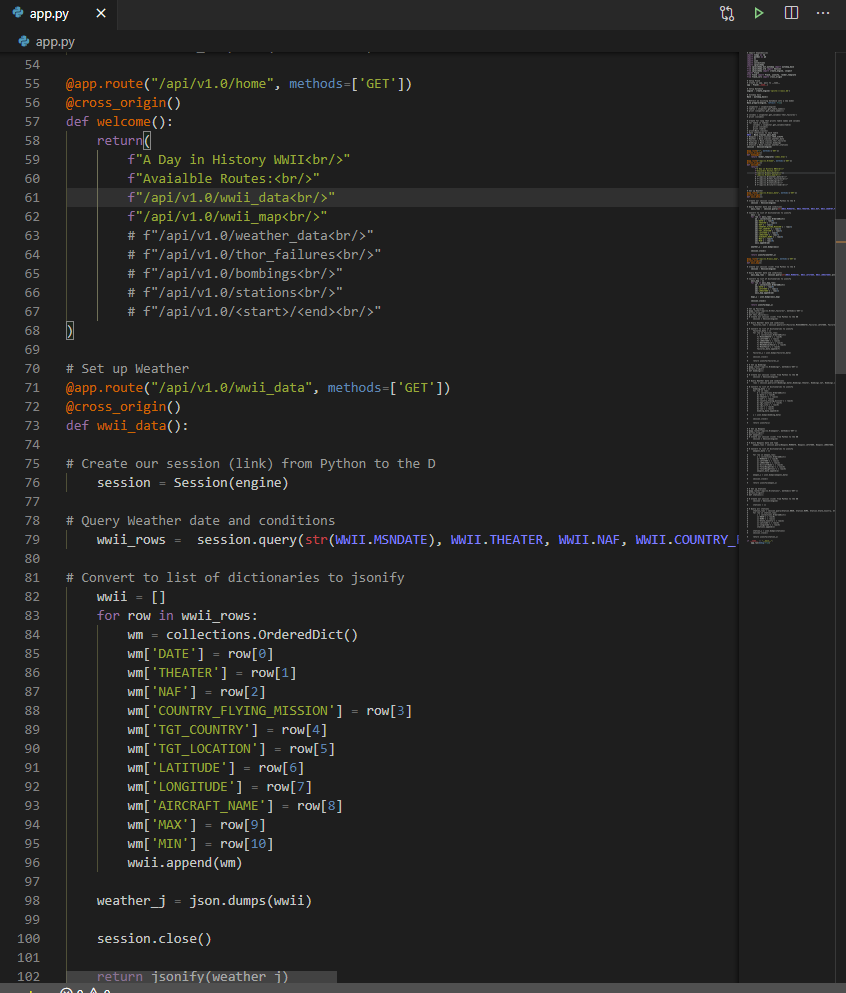 app.py
app.py
54
55 @app.route("/api/v1.0/home", methods=['GET'])
56 @cross_origin()
57 def welcome():
58     return(
59         f"A Day in History WWII<br/>"
60         f"Avaialble Routes:<br/>"
61         f"/api/v1.0/wwii_data<br/>"
62         f"/api/v1.0/wwii_map<br/>"
63         # f"/api/v1.0/weather_data<br/>"
64         # f"/api/v1.0/thor_failures<br/>"
65         # f"/api/v1.0/bombings<br/>"
66         # f"/api/v1.0/stations<br/>"
67         # f"/api/v1.0/<start>/<end><br/>"
68 )
69
70 # Set up Weather
71 @app.route("/api/v1.0/wwii_data", methods=['GET'])
72 @cross_origin()
73 def wwii_data():
74
75 # Create our session (link) from Python to the D
76     session = Session(engine)
77
78 # Query Weather date and conditions
79     wwii_rows =  session.query(str(WWII.MSNDATE), WWII.THEATER, WWII.NAF, WWII.COUNTRY_
80
81 # Convert to list of dictionaries to jsonify
82     wwii = []
83     for row in wwii_rows:
84         wm = collections.OrderedDict()
85         wm['DATE'] = row[0]
86         wm['THEATER'] = row[1]
87         wm['NAF'] = row[2]
88         wm['COUNTRY_FLYING_MISSION'] = row[3]
89         wm['TGT_COUNTRY'] = row[4]
90         wm['TGT_LOCATION'] = row[5]
91         wm['LATITUDE'] = row[6]
92         wm['LONGITUDE'] = row[7]
93         wm['AIRCRAFT_NAME'] = row[8]
94         wm['MAX'] = row[9]
95         wm['MIN'] = row[10]
96         wwii.append(wm)
97
98     weather_j = json.dumps(wwii)
99
100     session.close()
101
102     return jsonify(weather_j)